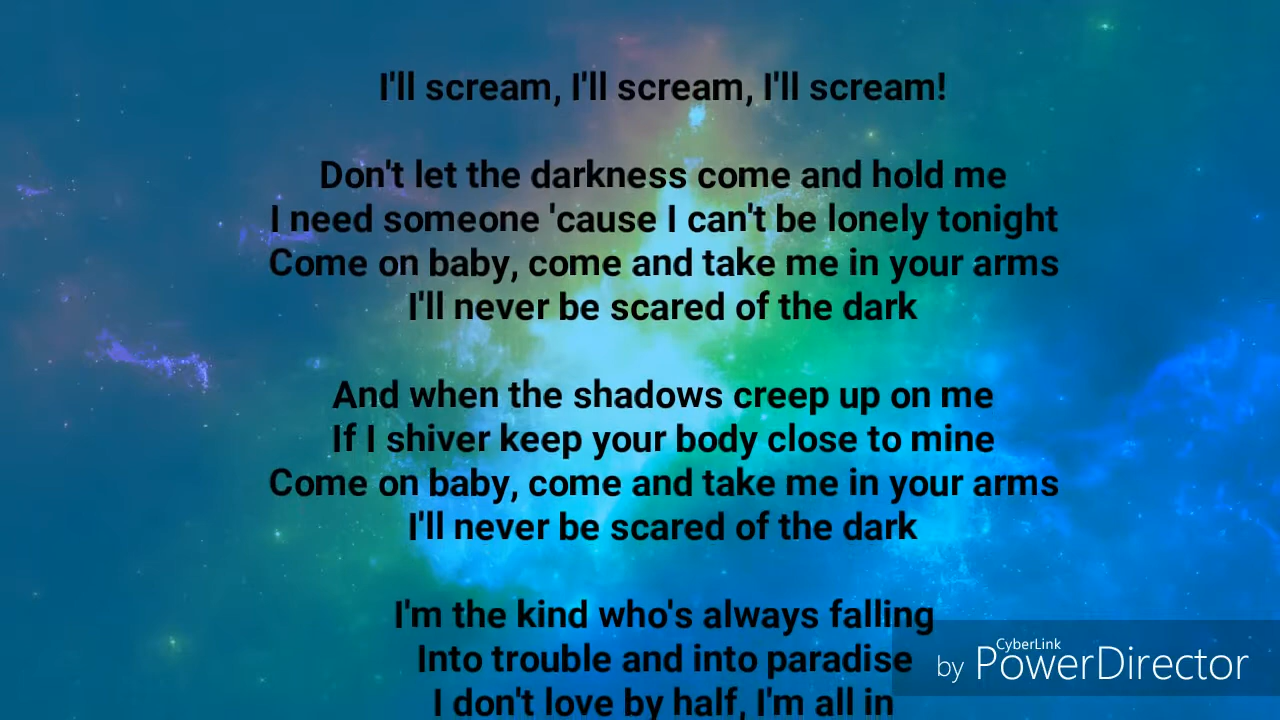 I'll scream, I'll scream, I'll scream!
Don't let the darkness come and hold me
I need someone 'cause I can't be lonely tonight
Come on baby, come and take me in your arms
I'll never be scared of the dark
And when the shadows creep up on me
If I shiver keep your body close to mine
Come on baby, come and take me in your arms
I'll never be scared of the dark
I'm the kind who's always falling
Into trouble and into paradise
I don't love by half, I'm all in
CyberLink
by PowerDirector